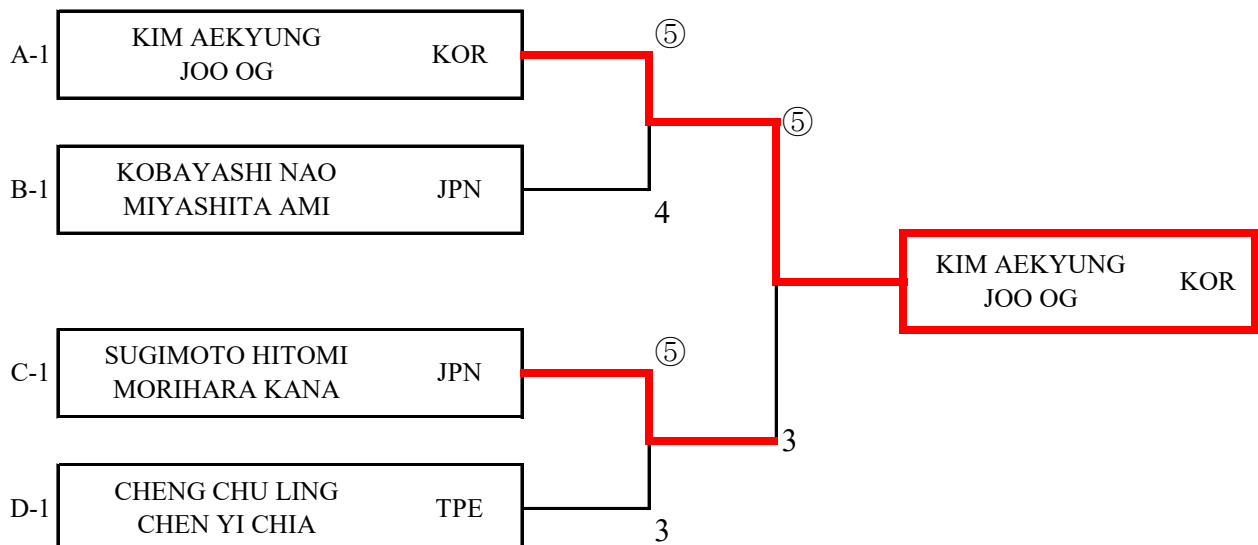 A-1
KIM AEKYUNG
JOO OG
KOR
⑤
⑤
B-1
KOBAYASHI NAO
MIYASHITA AMI
JPN
4
KIM AEKYUNG
JOO OG
KOR
C-1
SUGIMOTO HITOMI
MORIHARA KANA
JPN
⑤
3
D-1
CHENG CHU LING
CHEN YI CHIA
TPE
3